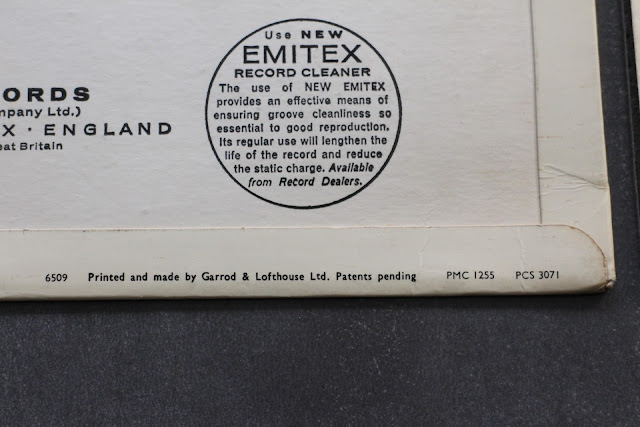 Use NEW
EMITEX
RECORD CLEANER
The use of NEW EMITEX
provides an effective means of
ensuring groove cleanliness so
essential to good reproduction.
Its regular use will lengthen the
life of the record and reduce
the static charge. Available
from Record Dealers.
ORDS
mpany Ltd.)
X · ENGLAND
eat Britain
6509 Printed and made by Garrod & Lofthouse Ltd. Patents pending PMC 1255 PCS 3071